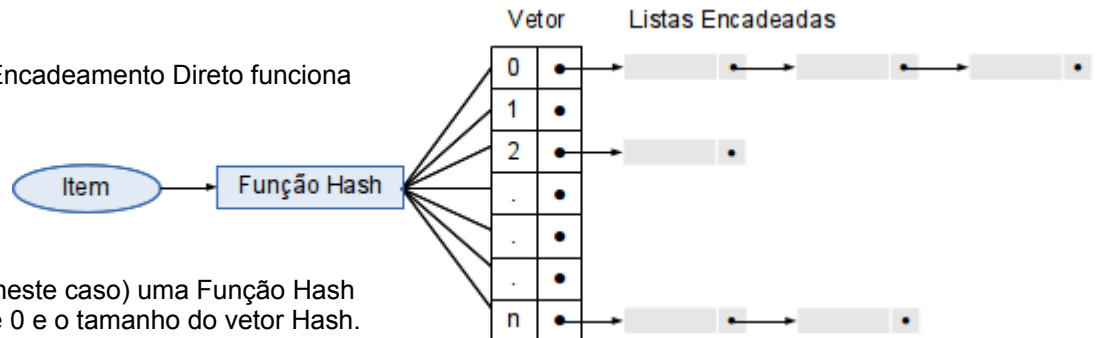 Vetor Listas Encadeadas
Encadeamento Direto funciona
0
1
2
Item Função Hash
.
.
.
neste caso) uma Função Hash
e 0 e o tamanho do vetor Hash.
n